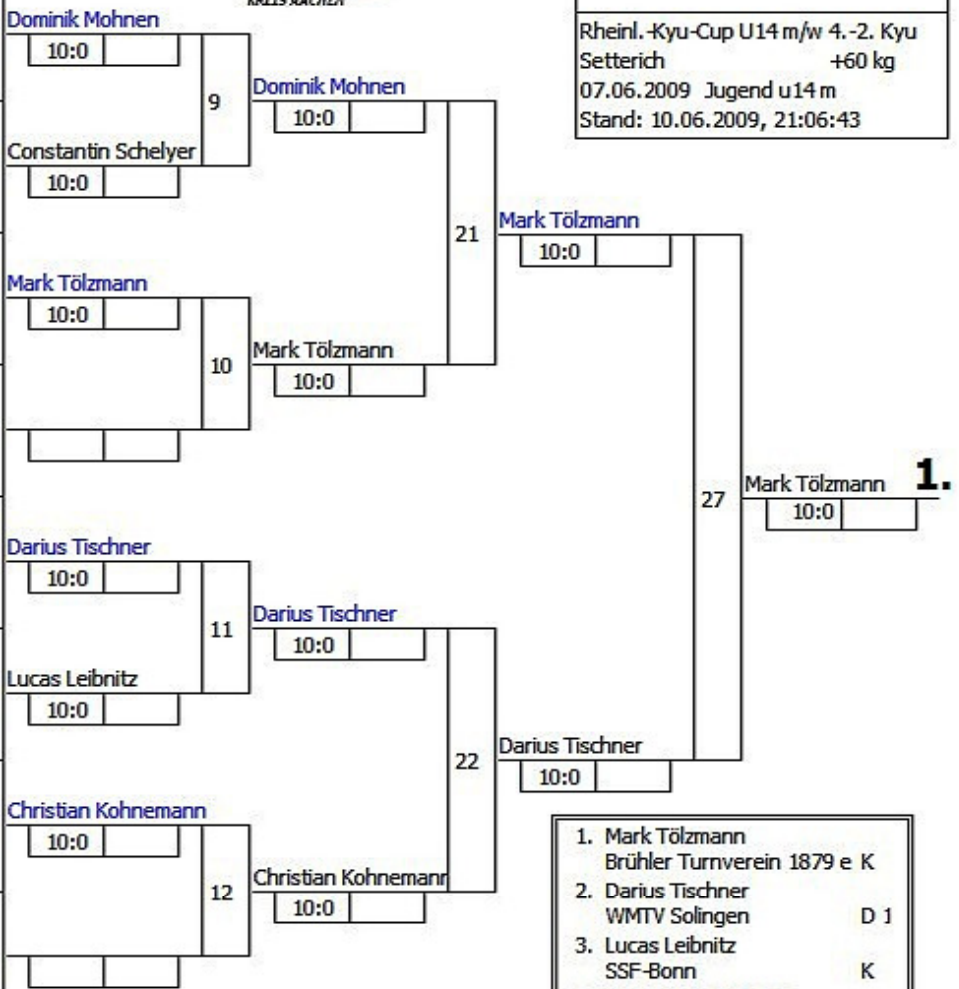 KREIS AACHEN
Rheinl.-Kyu-Cup U14 m/w 4.-2. Kyu
Setterich +60 kg
07.06.2009 Jugend u14 m
Stand: 10.06.2009, 21:06:43
Dominik Mohnen
10:0
9
Constantin Schelyer
10:0
Mark Tölzmann
10:0
10
Darius Tischner
10:0
11
Lucas Leibnitz
10:0
Christian Kohnemann
10:0
12
Dominik Mohnen
10:0
21
Mark Tölzmann
10:0
Darius Tischner
10:0
22
Christian Kohnemann
10:0
Mark Tölzmann
10:0
27
Darius Tischner
10:0
Mark Tölzmann 1.
10:0
1. Mark Tölzmann
Brühler Turnverein 1879 e K
2. Darius Tischner
WMTV Solingen D 1
3. Lucas Leibnitz
SSF-Bonn K